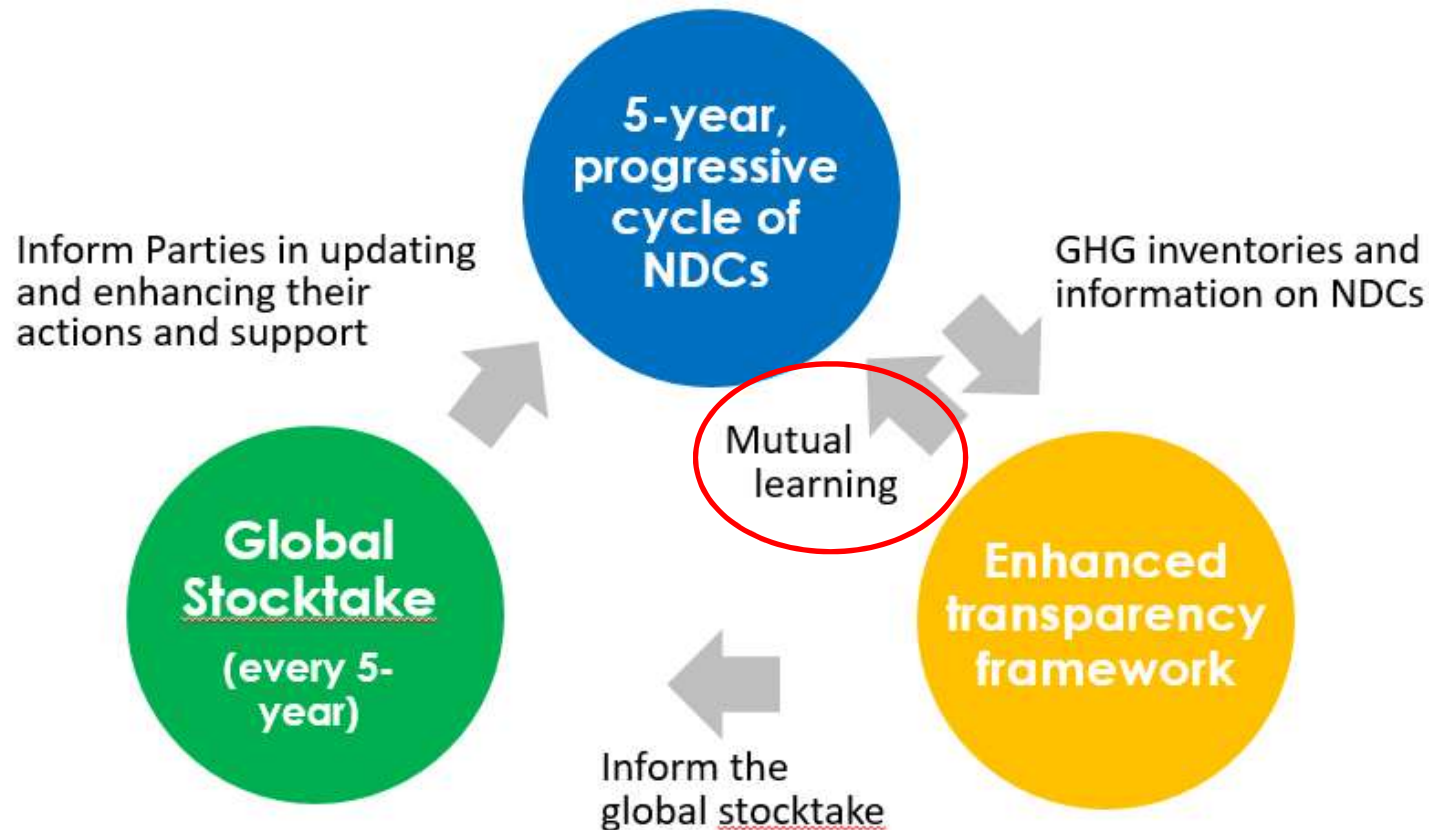 5-year,
progressive
cycle of
NDCs
Inform Parties in updating
and enhancing their
actions and support
GHG inventories and
information on NDCs
Mutual
learning
Global
Stocktake
(every 5-
year)
Enhanced
transparency
framework
Inform the
global stocktake